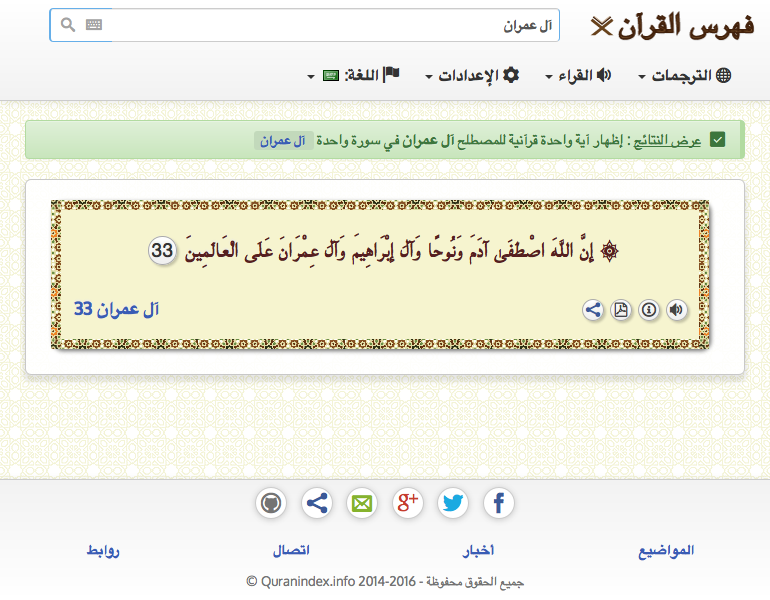 فهرس القرآن
آل عمران
الترجمات
القراء
الإعدادات
اللغة:
عرض النتائج : إظهار آية واحدة قرآنية للمصطلح آل عمران في سورة واحدة آل عمران
۞ إِنَّ اللَّهَ اصْطَفَىٰ آدَمَ وَنُوحًا وَآلَ إِبْرَاهِيمَ وَآلَ عِمْرَانَ عَلَى الْعَالَمِينَ 33
آل عمران 33
المواضيع
أخبار
اتصال
روابط
جميع الحقوق محفوظة - Quranindex.info 2014-2016 ©